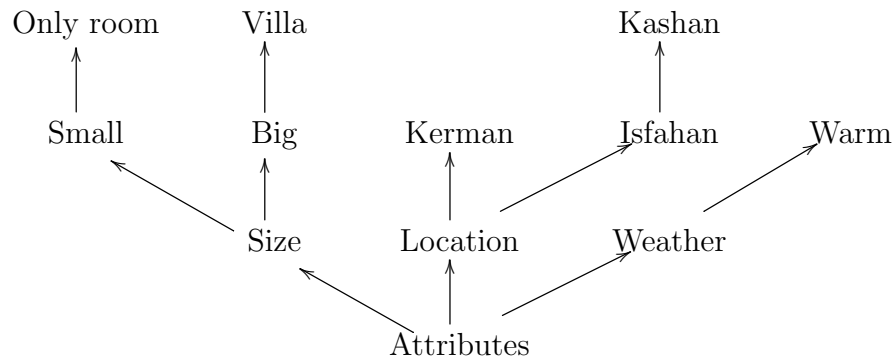 Only room Villa Kashan
Small Big Kerman Isfahan Warm
Size Location Weather
Attributes